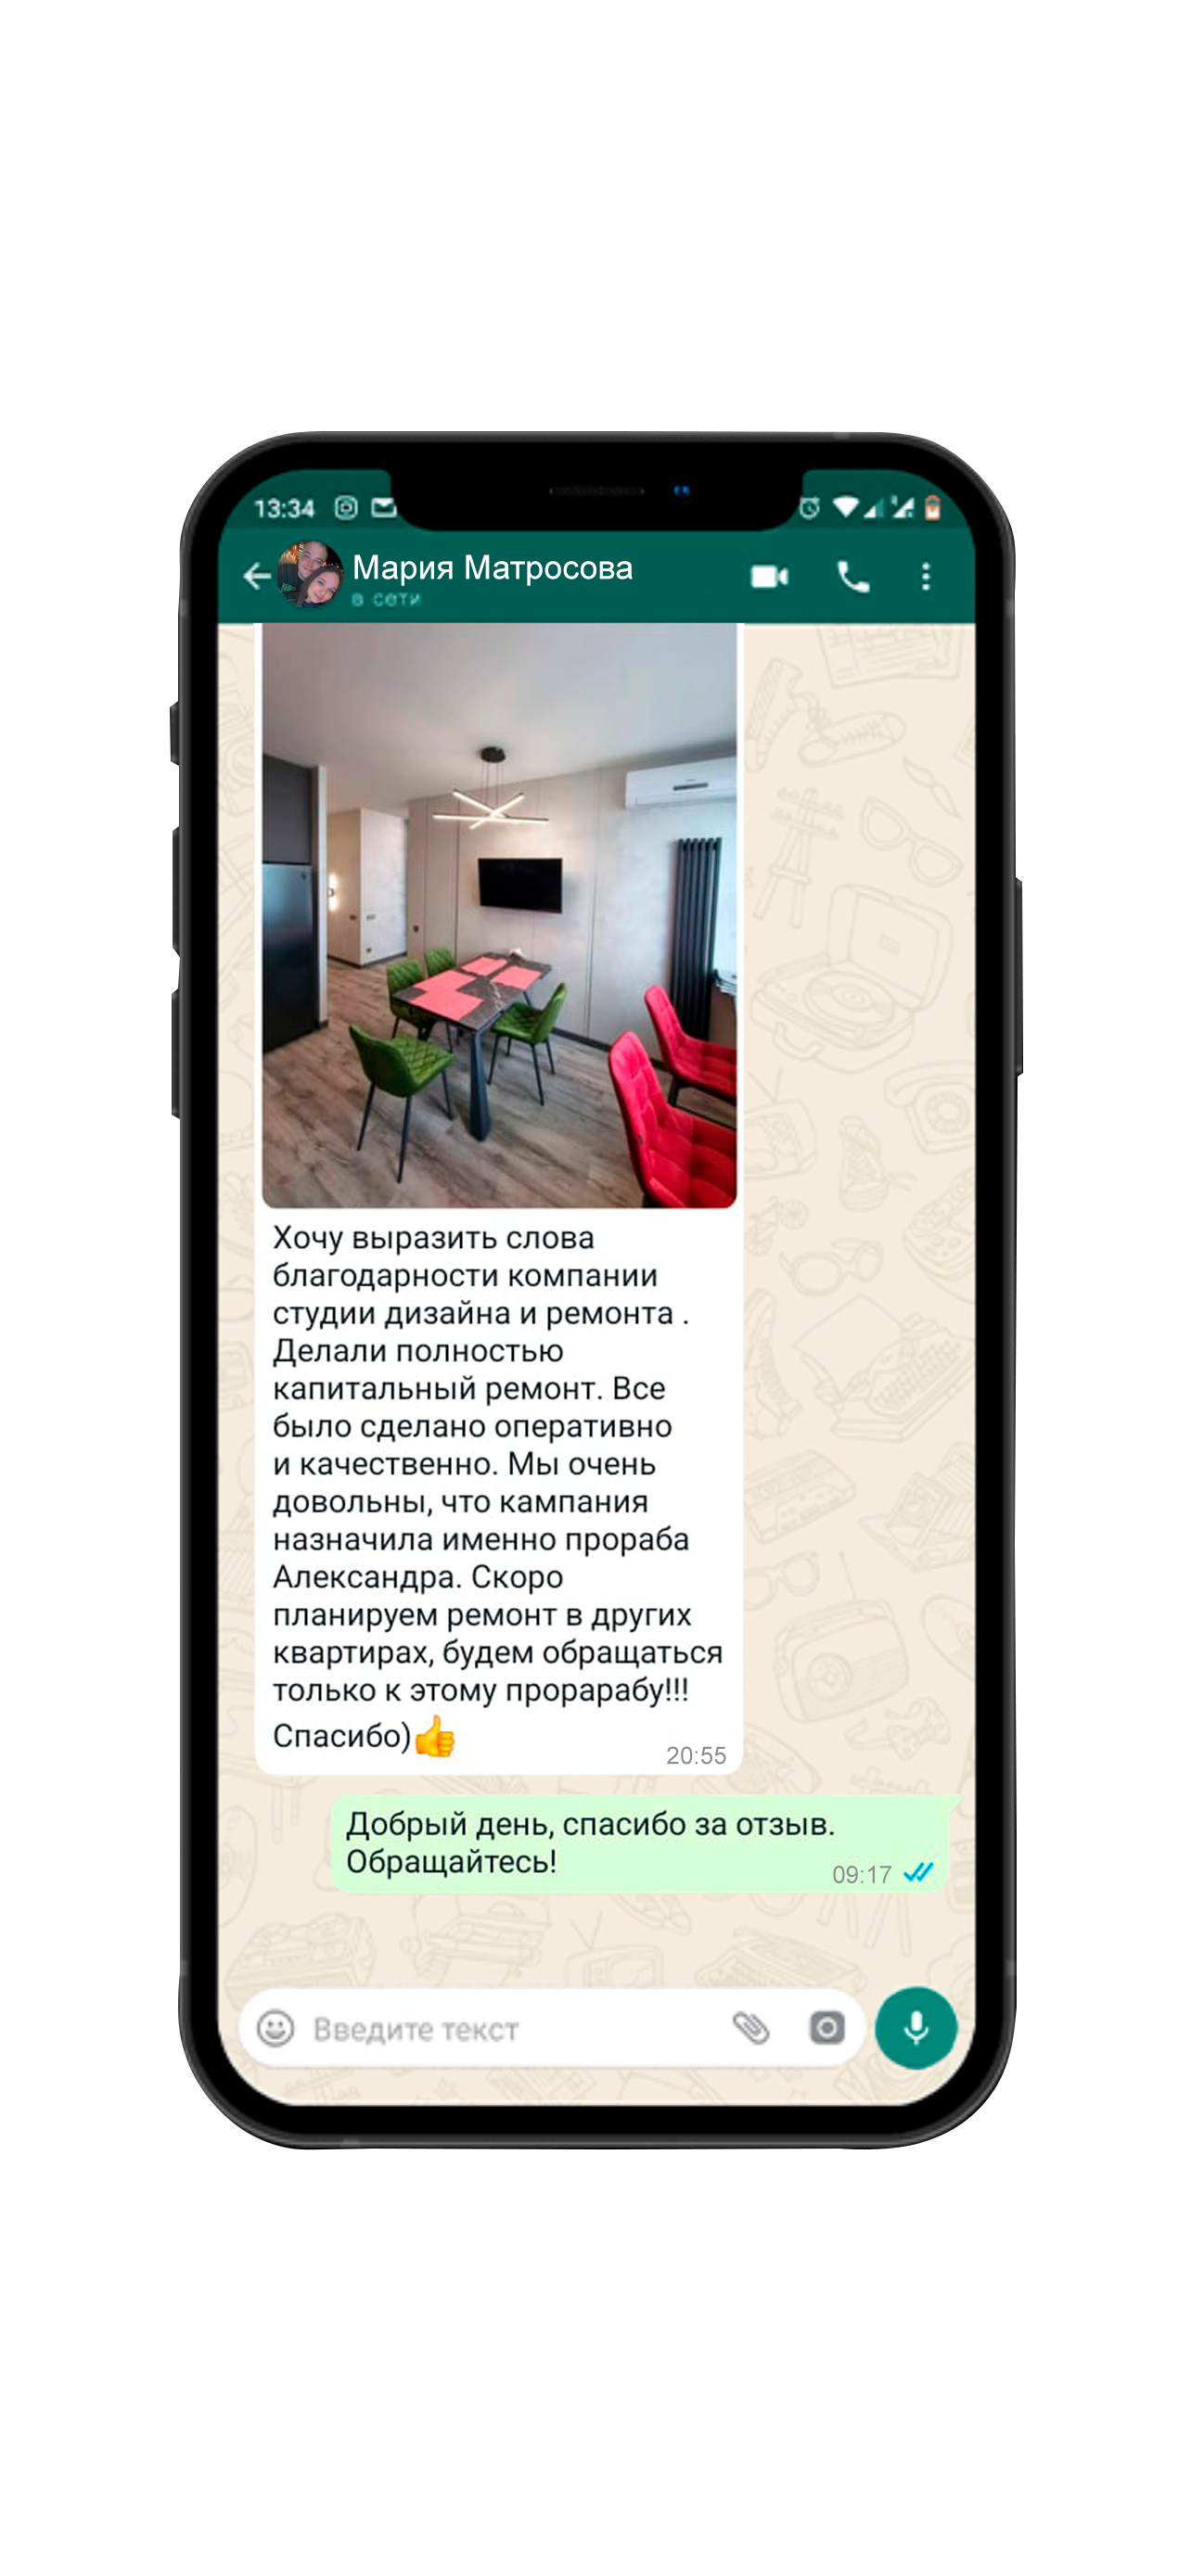 13:34
Мария Матросова
в сети
Хочу выразить слова
благодарности компании
студии дизайна и ремонта .
Делали полностью
капитальный ремонт. Все
было сделано оперативно
и качественно. Мы очень
довольны, что кампания
назначила именно прораба
Александра. Скоро
планируем ремонт в других
квартирах, будем обращаться
только к этому прорарабу!!!
Спасибо)👍
20:55
Добрый день, спасибо за отзыв.
Обращайтесь!
09:17
Введите текст